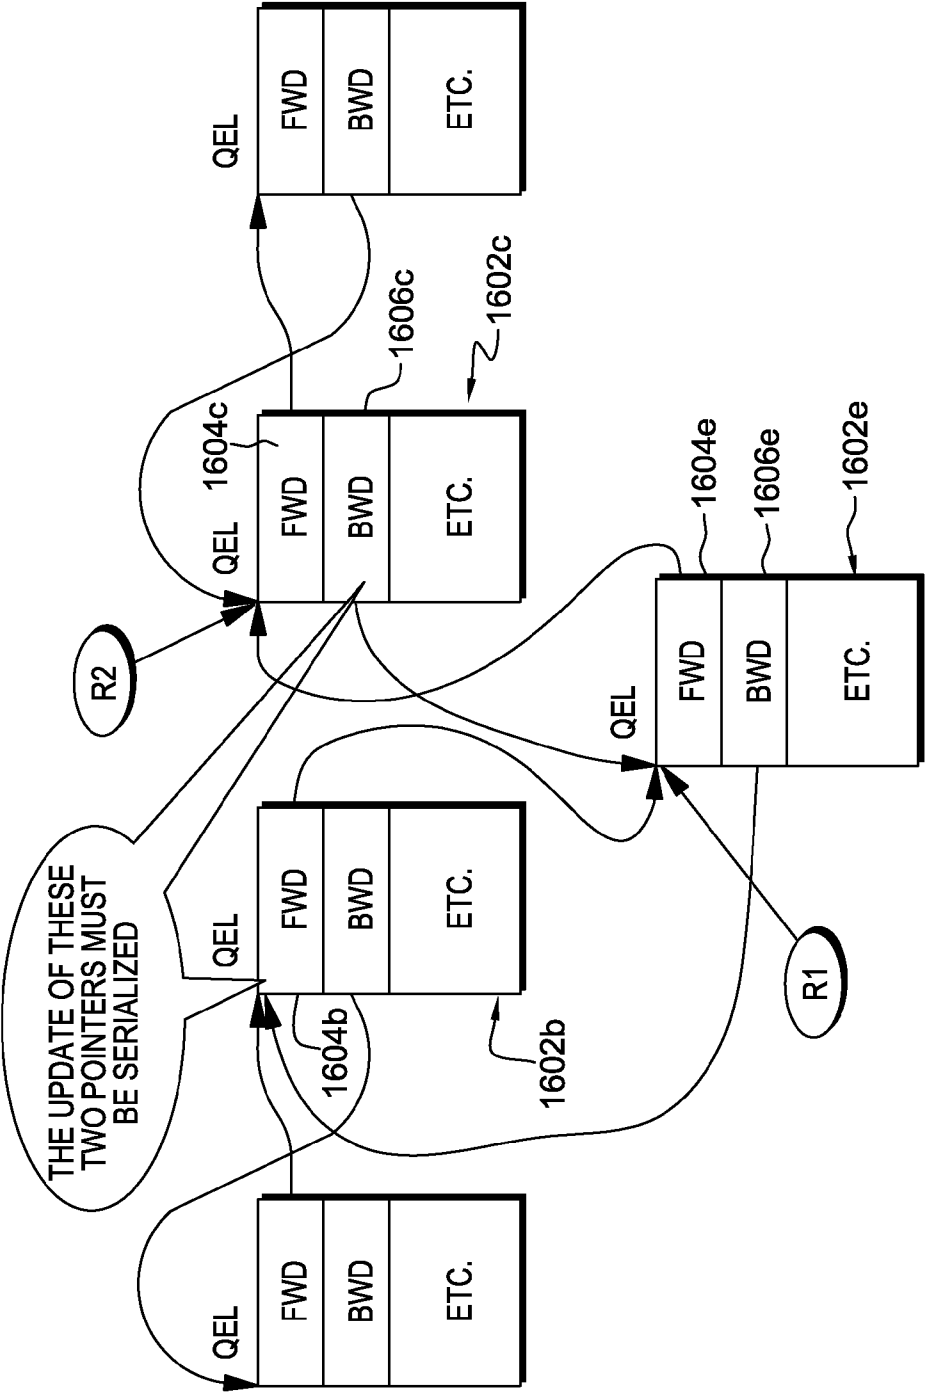 THE UPDATE OF THESE
TWO POINTERS MUST
BE SERIALIZED
R2
QEL
FWD
BWD
ETC.
QEL
FWD
BWD
ETC.
1604b
1602b
QEL
1604c
FWD
BWD
ETC.
1606c
1602c
QEL
FWD
BWD
ETC.
R1
QEL
FWD
BWD
ETC.
1604e
1606e
1602e